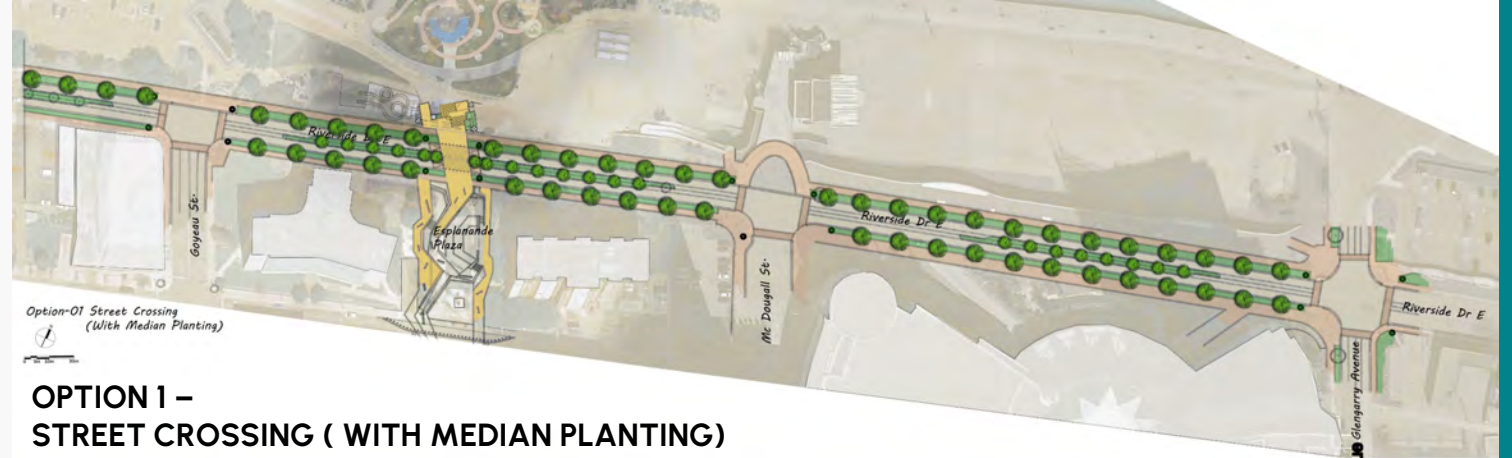 Riverside Dr E
Goyeau St.
Esplanande
Plaza
Riverside Dr E
Mc Dougall St.
Riverside Dr E
Glengarry Avenue
Option-01 Street Crossing
(With Median Planting)
OPTION 1 –
STREET CROSSING ( WITH MEDIAN PLANTING)